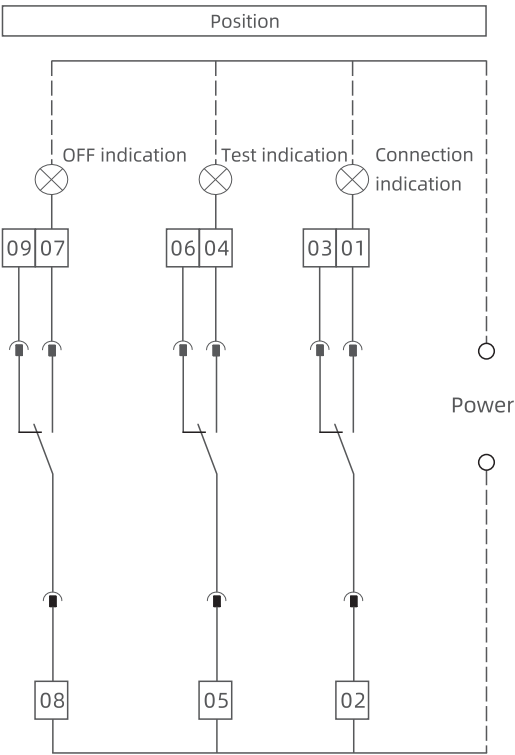 Position
OFF indication
Test indication
Connection
indication
09 07
06 04
03 01
Power
08
05
02